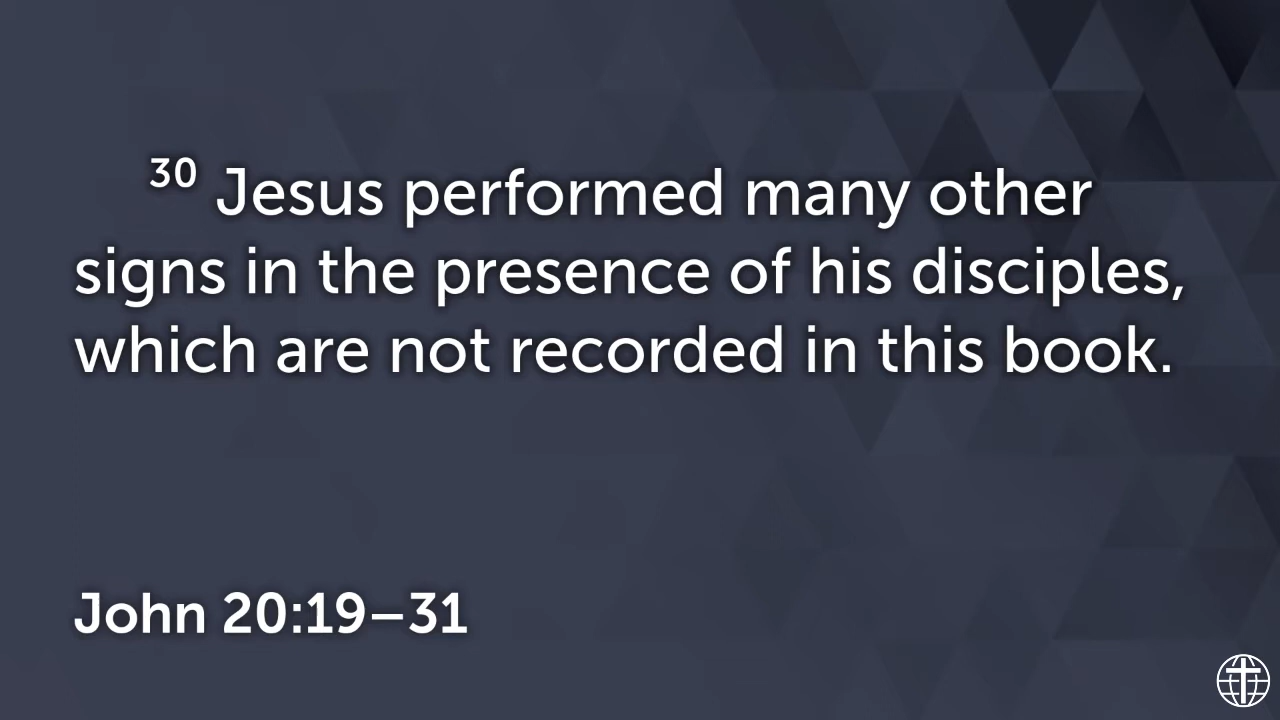 30 Jesus performed many other
signs in the presence of his disciples,
which are not recorded in this book.
John 20:19–31